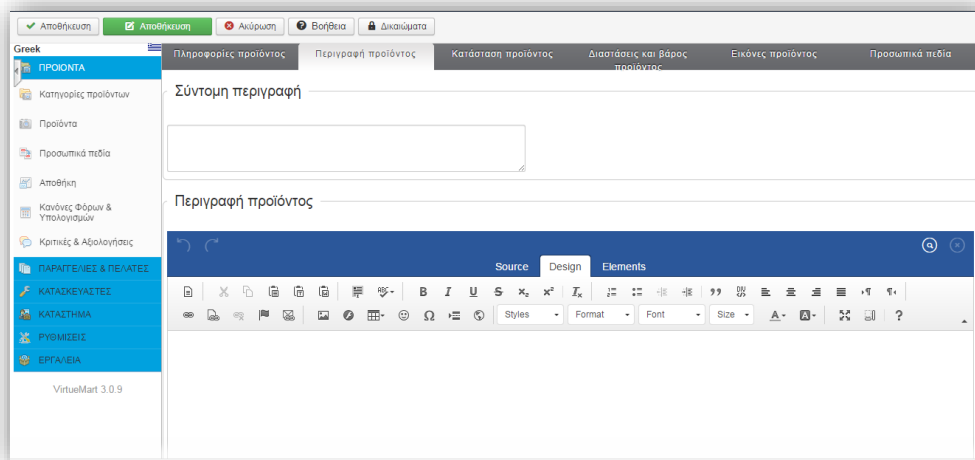 Αποθήκευση Αποθήκευση Ακύρωση Βοήθεια Δικαιώματα
Greek
Πληροφορίες προϊόντος Περιγραφή προϊόντος Κατάσταση προϊόντος Διαστάσεις και βάρος προϊόντος Εικόνες προϊόντος Προσωπικά πεδία
ΠΡΟΙΟΝΤΑ
Κατηγορίες προϊόντων
Προϊόντα
Προσωπικά πεδία
Αποθήκη
Κανόνες Φόρων &
Υπολογισμών
Κριτικές & Αξιολογήσεις
ΠΑΡΑΓΓΕΛΙΕΣ & ΠΕΛΑΤΕΣ
ΚΑΤΑΣΚΕΥΑΣΤΕΣ
ΚΑΤΑΣΤΗΜΑ
ΡΥΘΜΙΣΕΙΣ
ΕΡΓΑΛΕΙΑ
VirtueMart 3.0.9
Σύντομη περιγραφή
Περιγραφή προϊόντος
Source Design Elements
Styles Format Font Size